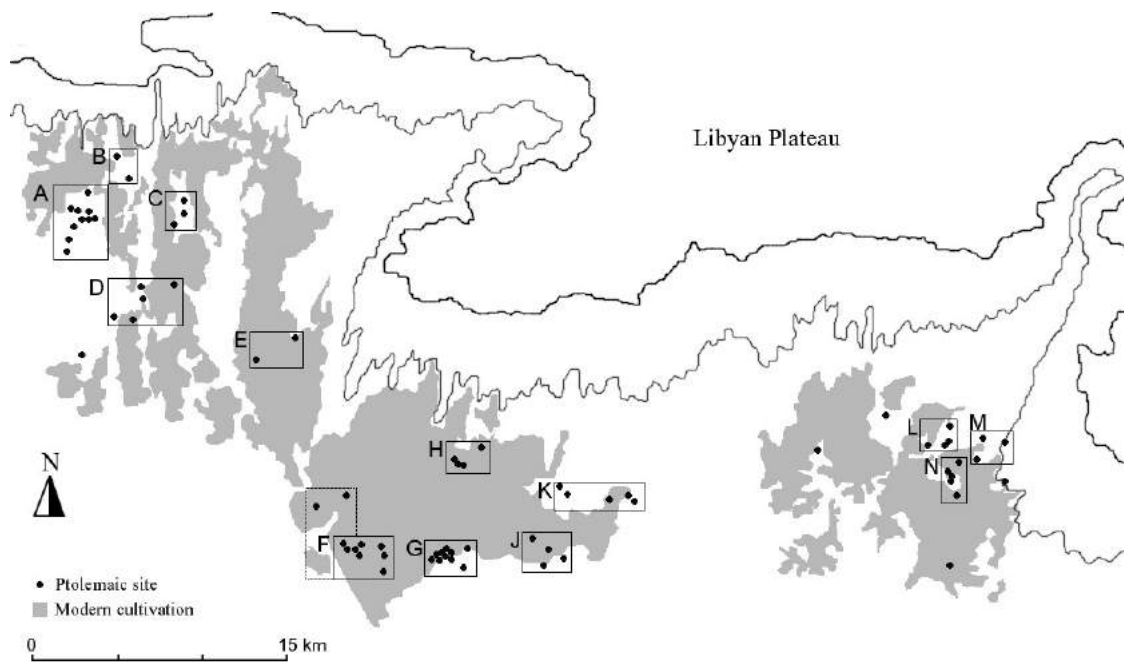 Libyan Plateau
B
A
C
D
E
L
M
H
N
K
F
G
J
N
Ptolemaic site
Modern cultivation
0
15 km